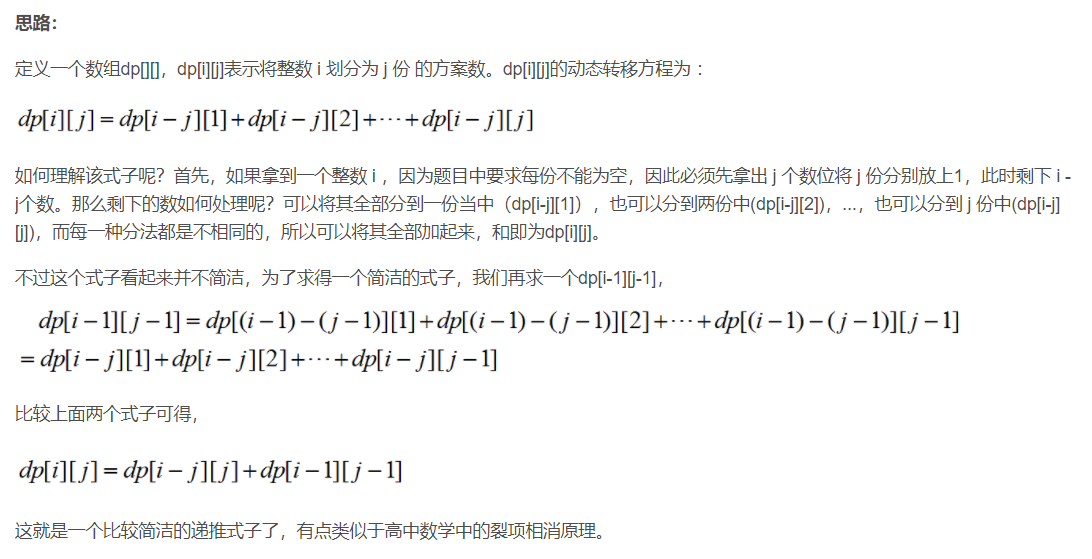 思路：
定义一个数组dp[][]，dp[i][j]表示将整数 i 划分为 j 份 的方案数。dp[i][j]的动态转移方程为：
dp[i][j]=dp[i−j][1]+dp[i−j][2]+⋯+dp[i−j][j]
如何理解该式子呢？首先，如果拿到一个整数 i ，因为题目中要求每份不能为空，因此必须先拿出 j 个数位将 j 份分别放上1，此时剩下 i -
j个数。那么剩下的数如何处理呢？可以将其全部分到一份当中（dp[i-j][1]），也可以分到两份中(dp[i-j][2])，...，也可以分到 j 份中(dp[i-j]
[j])，而每一种分法都是不相同的，所以可以将其全部加起来，和即为dp[i][j]。
不过这个式子看起来并不简洁，为了求得一个简洁的式子，我们再求一个dp[i-1][j-1]，
dp[i−1][j−1]=dp[(i−1)−(j−1)][1]+dp[(i−1)−(j−1)][2]+⋯+dp[(i−1)−(j−1)][j−1]
=dp[i−j][1]+dp[i−j][2]+⋯+dp[i−j][j−1]
比较上面两个式子可得，
dp[i][j]=dp[i−j][j]+dp[i−1][j−1]
这就是一个比较简洁的递推式子了，有点类似于高中数学中的裂项相消原理。